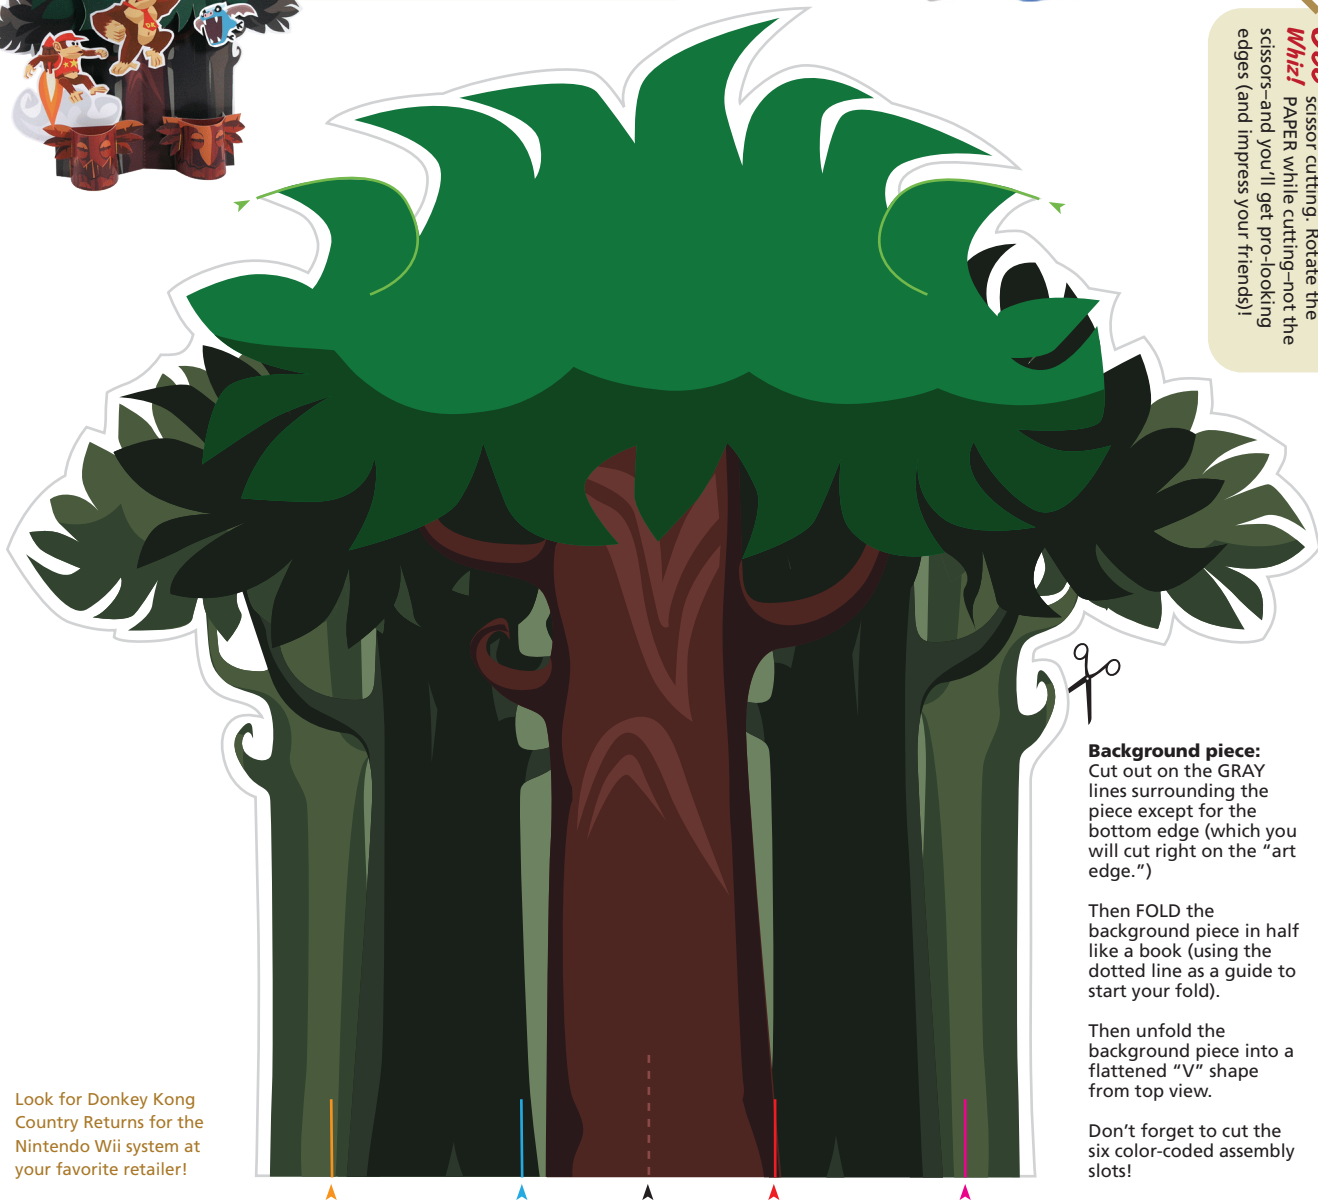 Whiz! scissor cutting. Rotate the
PAPER while cutting–not the
scissors–and you'll get pro-looking
edges (and impress your friends)!
Background piece:
Cut out on the GRAY
lines surrounding the
piece except for the
bottom edge (which you
will cut right on the “art
edge.”)
Then FOLD the
background piece in half
like a book (using the
dotted line as a guide to
start your fold).
Then unfold the
background piece into a
flattened “V” shape
from top view.
Don’t forget to cut the
six color-coded assembly
slots!
Look for Donkey Kong
Country Returns for the
Nintendo Wii system at
your favorite retailer!